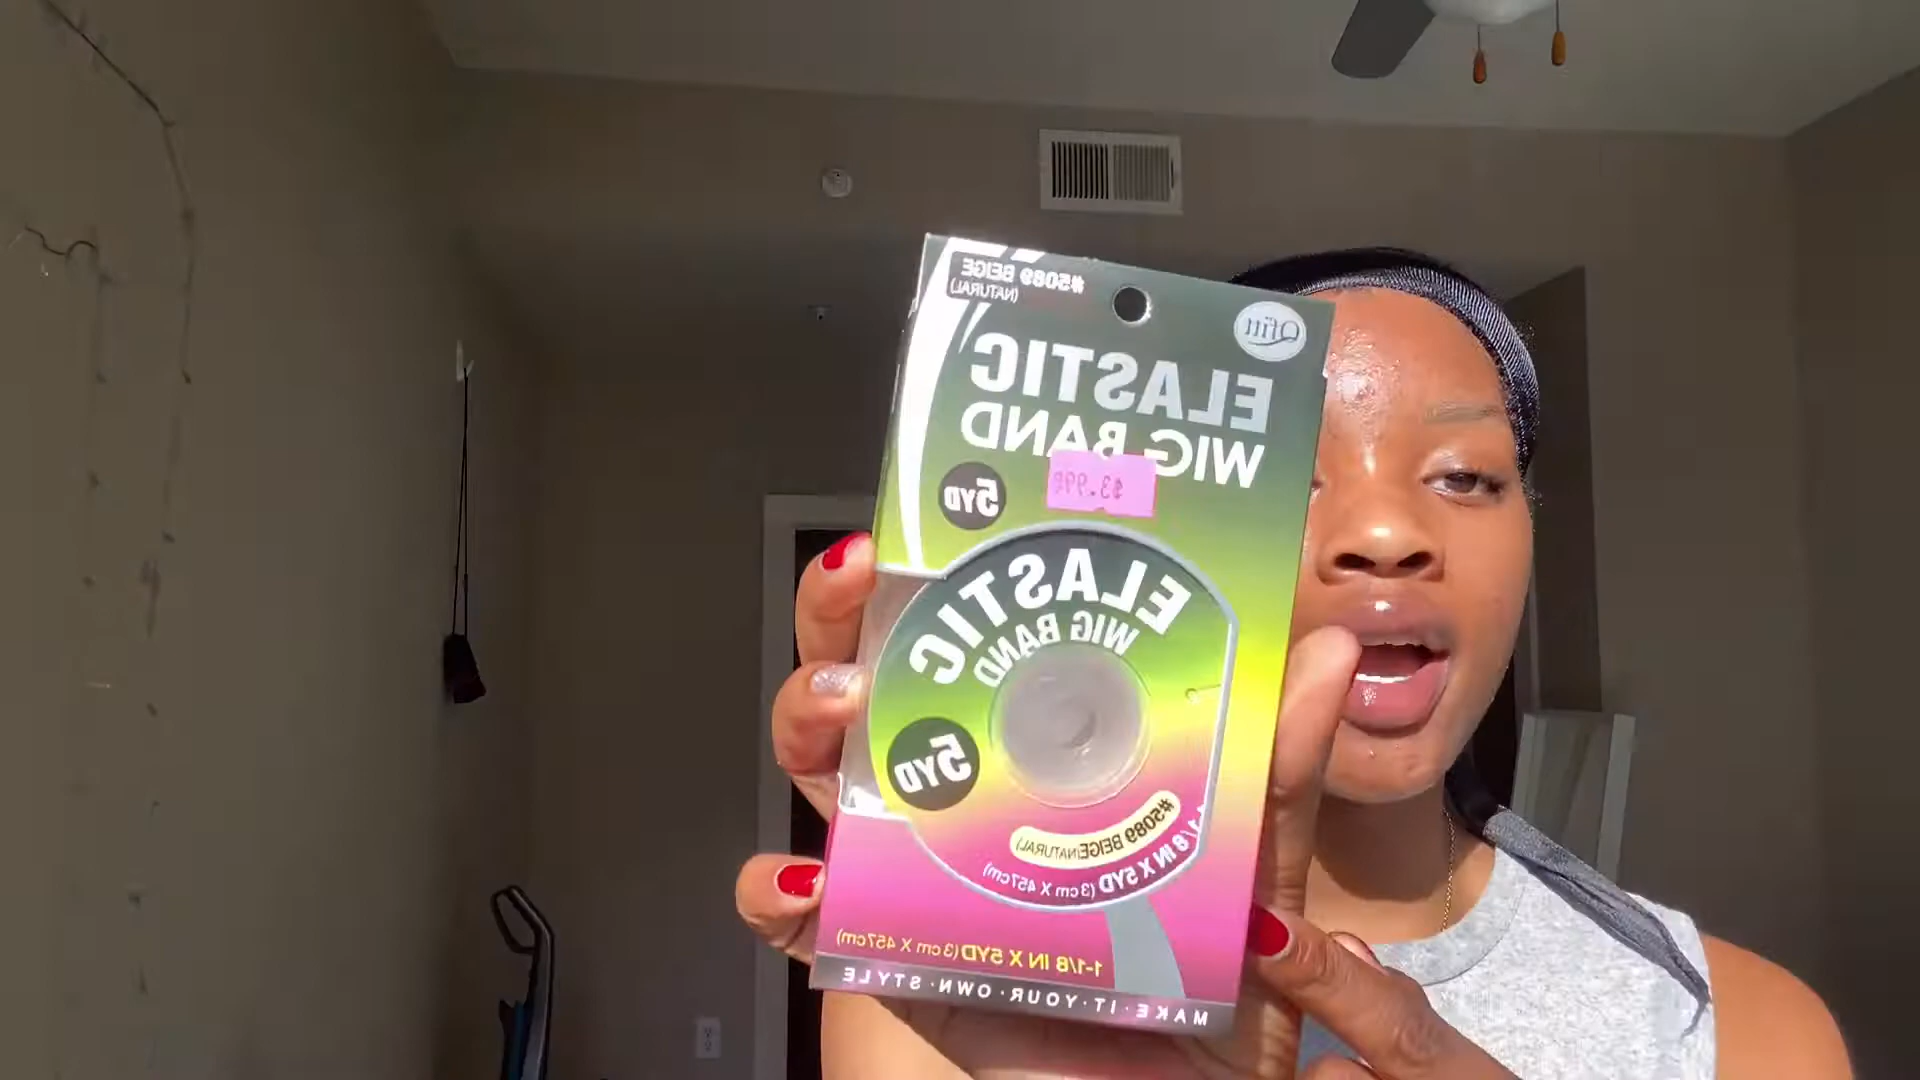 #5089 BEIGE
(NATURAL)
Qfitt
ELASTIC
WIG BAND
$3.99
5YD
ELASTIC
WIG BAND
5YD
#5089 BEIGE(NATURAL)
1-1/8 IN X 5YD (3cm X 457cm)
1-1/8 IN X 5YD (3cm X 457cm)
MAKE·IT·YOUR·OWN·STYLE